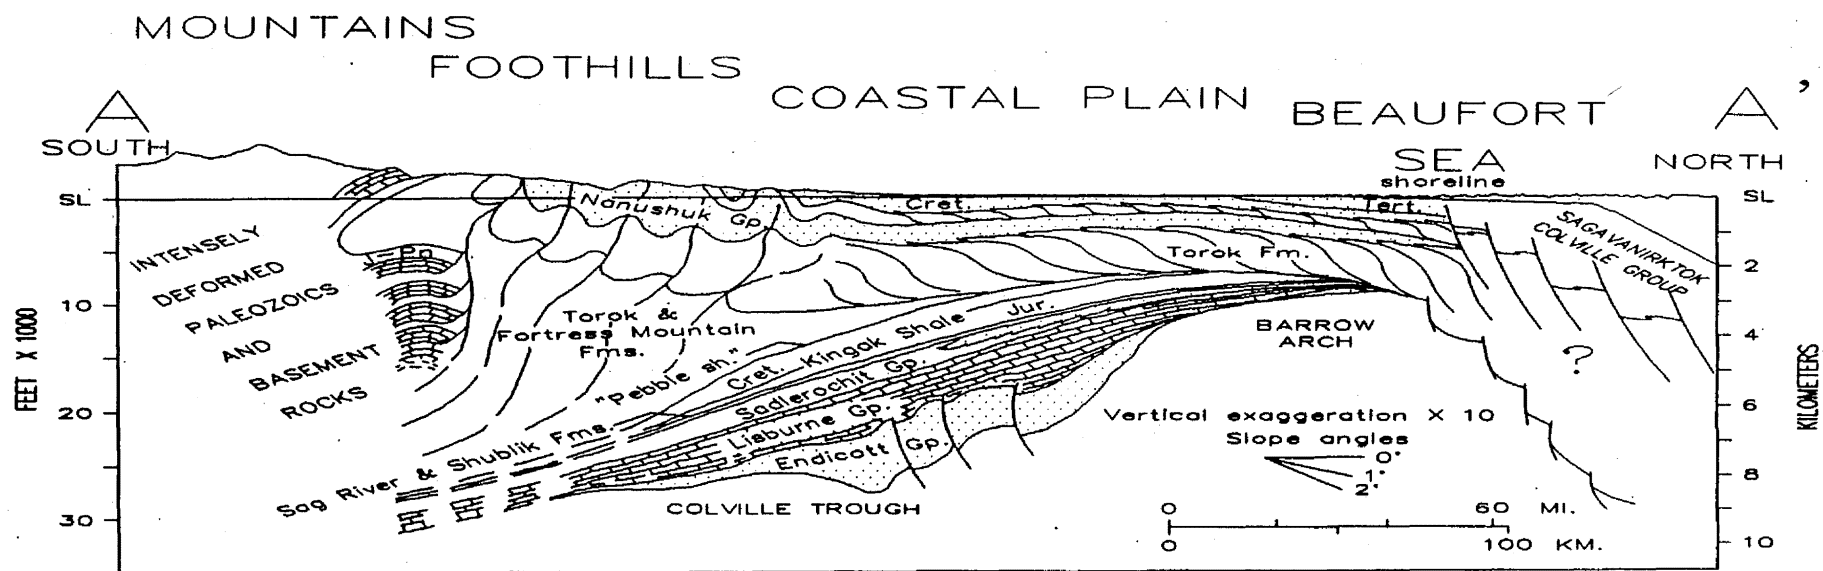 MOUNTAINS
FOOTHILLS
COASTAL PLAIN
BEAUFORT
SEA
A
SOUTH
A’
NORTH
shoreline
SL
SL
Nanushuk Gp
Cret.
Tert.
SAGAVANIRKTOK
COLVILLE GROUP
INTENSELY
DEFORMED
PALEOZOICS
AND
BASEMENT
ROCKS
J-Pn
Torok Fm.
Torok &
Fortress Mountain
Fms.
"Pebble sh."
Cret. Kingak Shale Jur.
Sag River & Shublik Fms.
Sadlerochit Gp.
Lisburne Gp.
Endicott Gp.
BARROW
ARCH
?
COLVILLE TROUGH
Vertical exaggeration X 10
Slope angles
0°
1°
2°
0 60 MI.
0 100 KM.
FEET X 1000
10
20
30
KILOMETERS
2
4
6
8
10